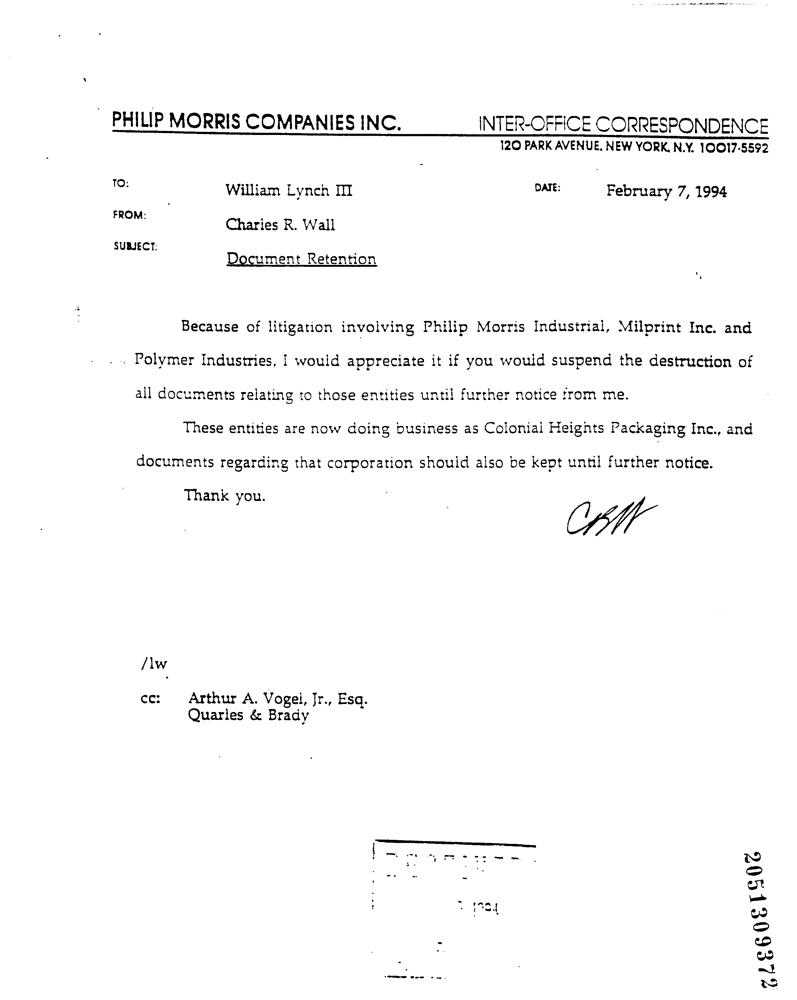 PHILIP MORRIS COMPANIES INC. INTER-OFFICE CORRESPONDENCE
120 PARK AVENUE, NEW YORK, N.Y. 10017-5592
TO: William Lynch III DATE: February 7, 1994
FROM: Charles R. Wall
SUBJECT: Document Retention
Because of litigation involving Philip Morris Industrial, Milprint Inc. and
Polymer Industries, I would appreciate it if you would suspend the destruction of
all documents relating to those entities until further notice from me.
These entities are now doing business as Colonial Heights Packaging Inc., and
documents regarding that corporation should also be kept until further notice.
Thank you.
CRW
/lw
cc: Arthur A. Vogel, Jr., Esq.
Quarles & Brady
2051309372